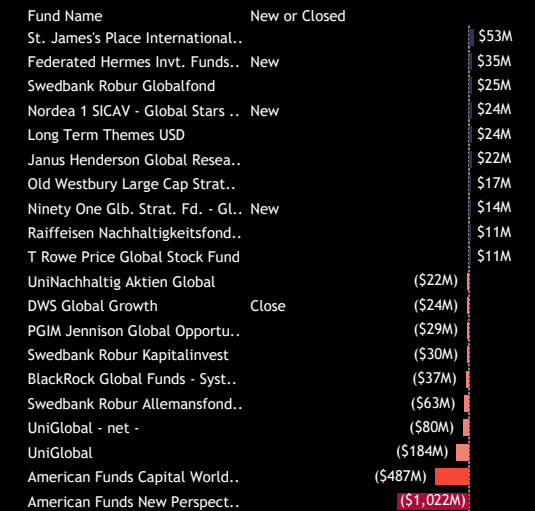 Fund Name New or Closed
St. James's Place International.. $53M
Federated Hermes Invt. Funds.. New $35M
Swedbank Robur Globalfond $25M
Nordea 1 SICAV - Global Stars .. New $24M
Long Term Themes USD $24M
Janus Henderson Global Resea.. $22M
Old Westbury Large Cap Strat.. $17M
Ninety One Glb. Strat. Fd. - Gl.. New $14M
Raiffeisen Nachhaltigkeitsfond.. $11M
T Rowe Price Global Stock Fund $11M
UniNachhaltig Aktien Global ($22M)
DWS Global Growth Close ($24M)
PGIM Jennison Global Opportu.. ($29M)
Swedbank Robur Kapitalinvest ($30M)
BlackRock Global Funds - Syst.. ($37M)
Swedbank Robur Allemansfond.. ($63M)
UniGlobal - net - ($80M)
UniGlobal ($184M)
American Funds Capital World.. ($487M)
American Funds New Perspect.. ($1,022M)